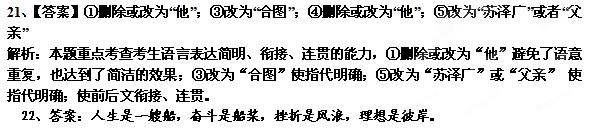 21、【答案】①删除或改为“他”；③改为“合图”；④删除或改为“他”；⑤改为“苏泽广”或者“父
亲”
解析：本题重点考查考生语言表达简明、衔接、连贯的能力，①删除或改为“他”避免了语意
重复，也达到了简洁的效果；③改为“合图”使指代明确；⑤改为“苏泽广”或“父亲” 使
指代明确；使前后文衔接、连贯。
22、答案：人生是一艘船，奋斗是船桨，挫折是风浪，理想是彼岸。